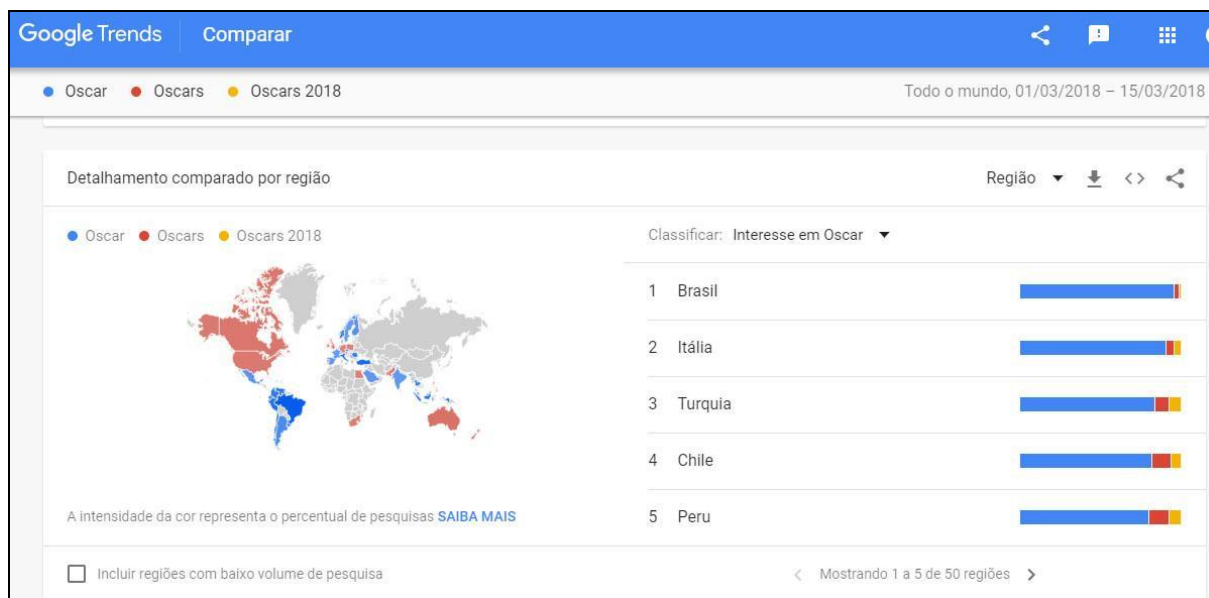 Google Trends Comparar
Oscar Oscars Oscars 2018 Todo o mundo, 01/03/2018 – 15/03/2018
Detalhamento comparado por região Região
Oscar Oscars Oscars 2018 Classificar: Interesse em Oscar
1 Brasil
2 Itália
3 Turquia
4 Chile
A intensidade da cor representa o percentual de pesquisas SAIBA MAIS 5 Peru
Incluir regiões com baixo volume de pesquisa Mostrando 1 a 5 de 50 regiões